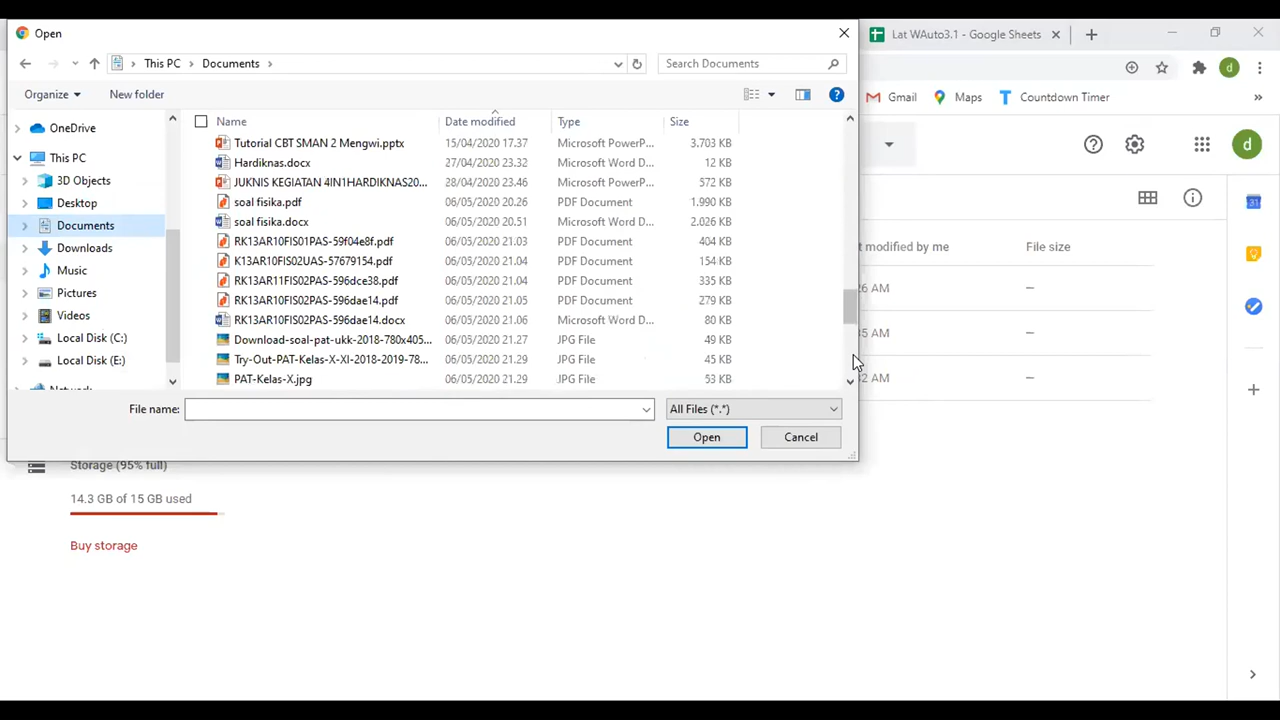 Open
Lat WAuto3.1 - Google Sheets
This PC
Documents
Search Documents
Organize
New folder
Gmail
Maps
Countdown Timer
Name
Date modified
Type
Size
OneDrive
This PC
3D Objects
Desktop
Documents
Downloads
Music
Pictures
Videos
Local Disk (C:)
Local Disk (E:)
Tutorial CBT SMAN 2 Mengwi.pptx 15/04/2020 17.37 Microsoft PowerP... 3.703 KB
Hardiknas.docx 27/04/2020 23.32 Microsoft Word D... 12 KB
JUKNIS KEGIATAN 4IN1HARDIKNAS20... 28/04/2020 23.46 Microsoft PowerP... 572 KB
soal fisika.pdf 06/05/2020 20.26 PDF Document 1.990 KB
soal fisika.docx 06/05/2020 20.51 Microsoft Word D... 2.026 KB
RK13AR10FIS01PAS-59f04e8f.pdf 06/05/2020 21.03 PDF Document 404 KB
K13AR10FIS02UAS-57679154.pdf 06/05/2020 21.04 PDF Document 154 KB
RK13AR11FIS02PAS-596dce38.pdf 06/05/2020 21.04 PDF Document 335 KB
RK13AR10FIS02PAS-596dae14.pdf 06/05/2020 21.05 PDF Document 279 KB
RK13AR10FIS02PAS-596dae14.docx 06/05/2020 21.06 Microsoft Word D... 80 KB
Download-soal-pat-ukk-2018-780x405... 06/05/2020 21.27 JPG File 49 KB
Try-Out-PAT-Kelas-X-XI-2018-2019-78... 06/05/2020 21.29 JPG File 45 KB
PAT-Kelas-X.jpg 06/05/2020 21.29 JPG File 53 KB
File name:
All Files (*.*)
Open
Cancel
d
d
t modified by me
File size
26 AM –
AM –
AM –
31
Storage (95% full)
14.3 GB of 15 GB used
Buy storage